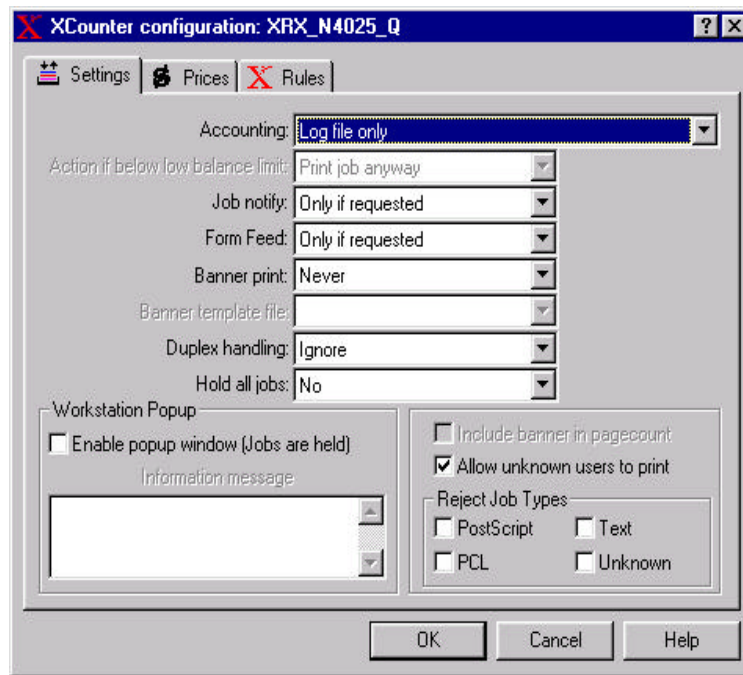 XCounter configuration: XRX_N4025_Q
Settings
Prices
Rules
Accounting: Log file only
Action if below low balance limit: Print job anyway
Job notify: Only if requested
Form Feed: Only if requested
Banner print: Never
Banner template file:
Duplex handling: Ignore
Hold all jobs: No
Workstation Popup
Enable popup window (Jobs are held)
Information message
Include banner in pagecount
Allow unknown users to print
Reject Job Types
PostScript Text
PCL Unknown
OK Cancel Help